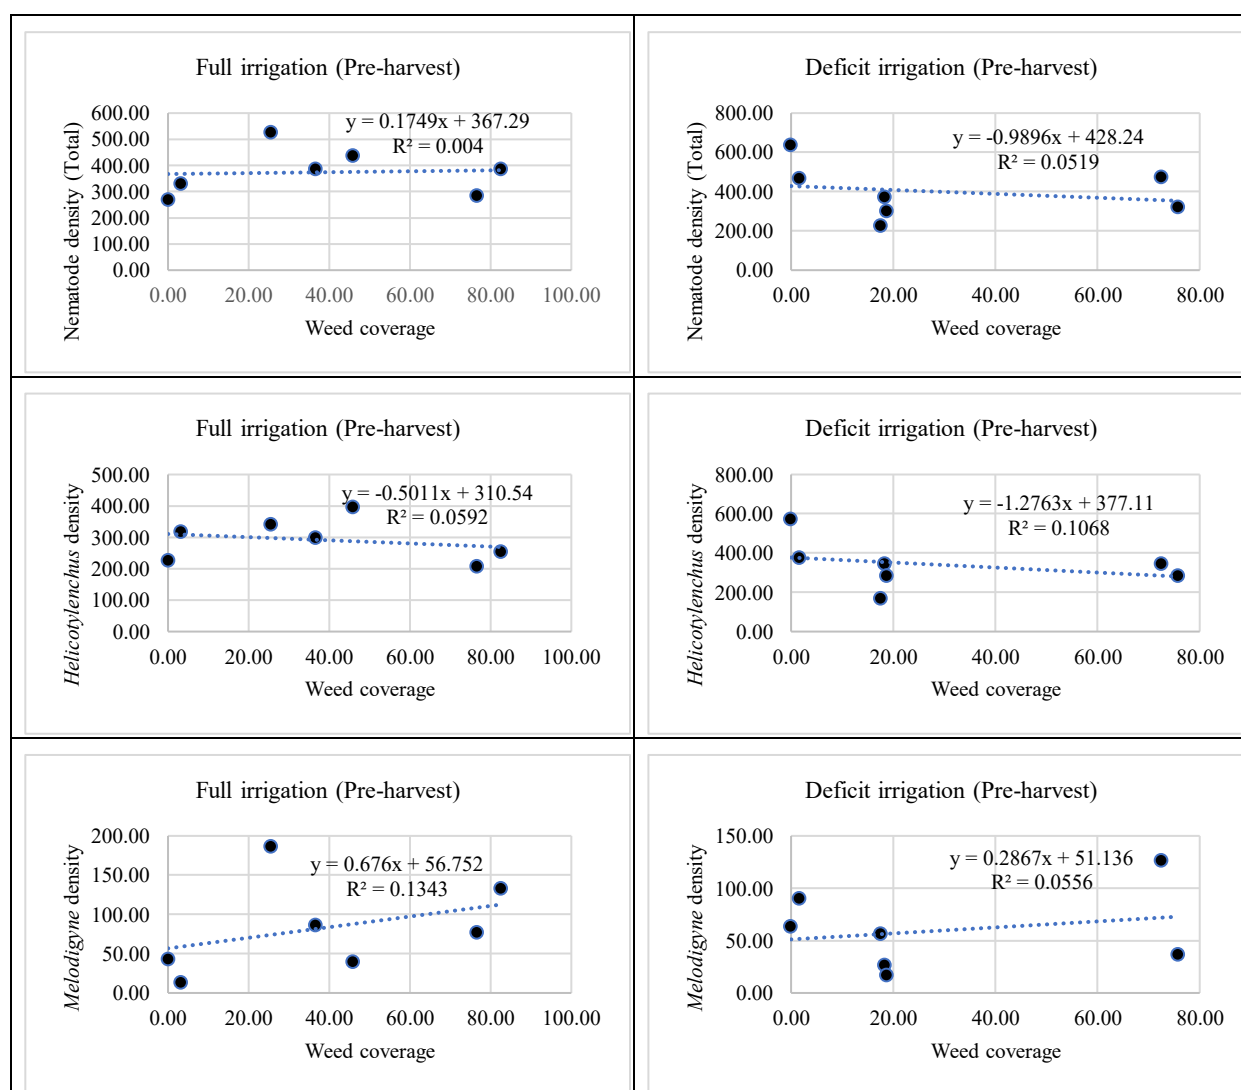 Full irrigation (Pre-harvest)
600.00
500.00
400.00
300.00
200.00
100.00
0.00
y = 0.1749x + 367.29
R² = 0.004
Nematode density (Total)
0.00 20.00 40.00 60.00 80.00 100.00
Weed coverage
Deficit irrigation (Pre-harvest)
800.00
600.00
400.00
200.00
0.00
y = -0.9896x + 428.24
R² = 0.0519
Nematode density (Total)
0.00 20.00 40.00 60.00 80.00
Weed coverage
Full irrigation (Pre-harvest)
500.00
400.00
300.00
200.00
100.00
0.00
y = -0.5011x + 310.54
R² = 0.0592
Helicotylenchus density
0.00 20.00 40.00 60.00 80.00 100.00
Weed coverage
Deficit irrigation (Pre-harvest)
800.00
600.00
400.00
200.00
0.00
y = -1.2763x + 377.11
R² = 0.1068
Helicotylenchus density
0.00 20.00 40.00 60.00 80.00
Weed coverage
Full irrigation (Pre-harvest)
200.00
150.00
100.00
50.00
0.00
y = 0.676x + 56.752
R² = 0.1343
Melodigyne density
0.00 20.00 40.00 60.00 80.00 100.00
Weed coverage
Deficit irrigation (Pre-harvest)
150.00
100.00
50.00
0.00
y = 0.2867x + 51.136
R² = 0.0556
Melodigyne density
0.00 20.00 40.00 60.00 80.00
Weed coverage